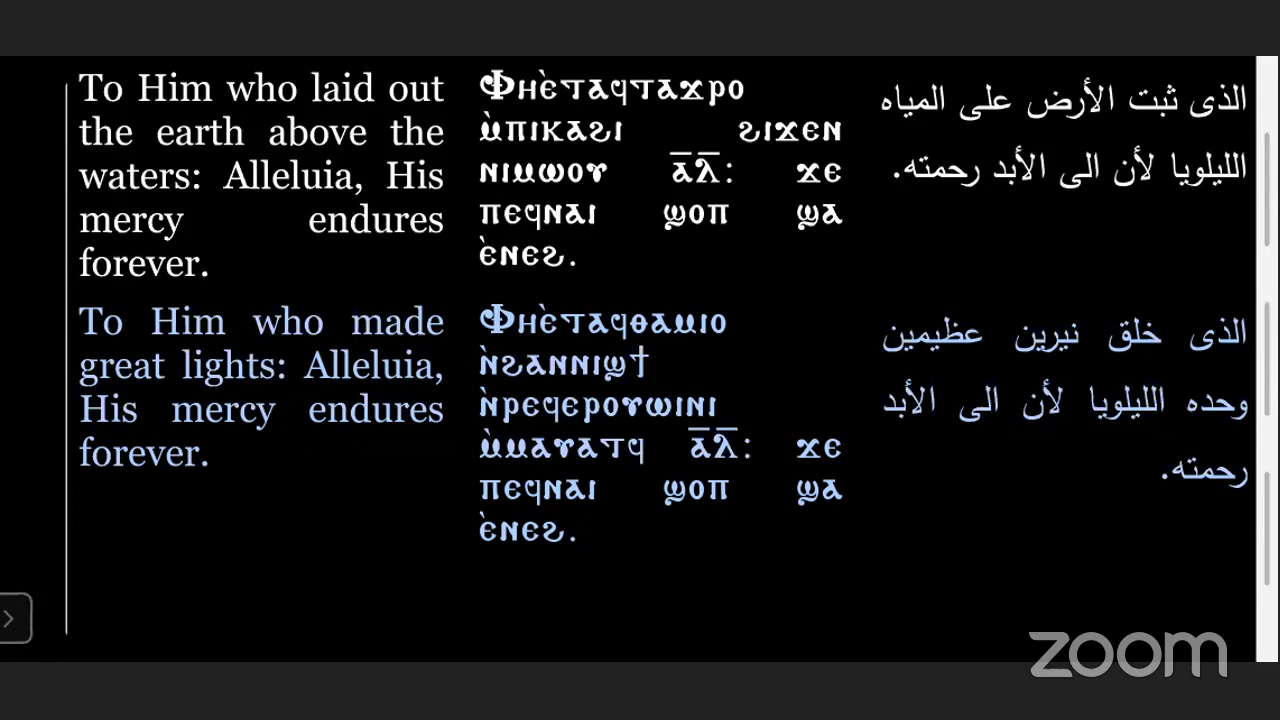 To Him who laid out
the earth above the
waters: Alleluia, His
mercy endures
forever.
Ⲫⲏⲉ̀ⲧⲁϥⲧⲁϫⲣⲟ
ⲙ̀ⲡⲓⲕⲁϩⲓ ϩⲓϫⲉⲛ
ⲛⲓⲙⲱⲟⲩ ⲁ̅ⲗ̅: ϫⲉ
ⲡⲉϥⲛⲁⲓ ϣⲟⲡ ϣⲁ
ⲉ̀ⲛⲉϩ.
الذى ثبت الأرض على المياه
الليلويا لأن الى الأبد رحمته.
To Him who made
great lights: Alleluia,
His mercy endures
forever.
Ⲫⲏⲉ̀ⲧⲁϥⲑⲁⲙⲓⲟ
ⲛ̀ϩⲁⲛⲛⲓϣϯ
ⲛ̀ⲣⲉϥⲉⲣⲟⲩⲱⲓⲛⲓ
ⲙ̀ⲙⲁⲩⲁⲧϥ ⲁ̅ⲗ̅: ϫⲉ
ⲡⲉϥⲛⲁⲓ ϣⲟⲡ ϣⲁ
ⲉ̀ⲛⲉϩ.
الذى خلق نيرين عظيمين
وحده الليلويا لأن الى الأبد
رحمته.
zoom